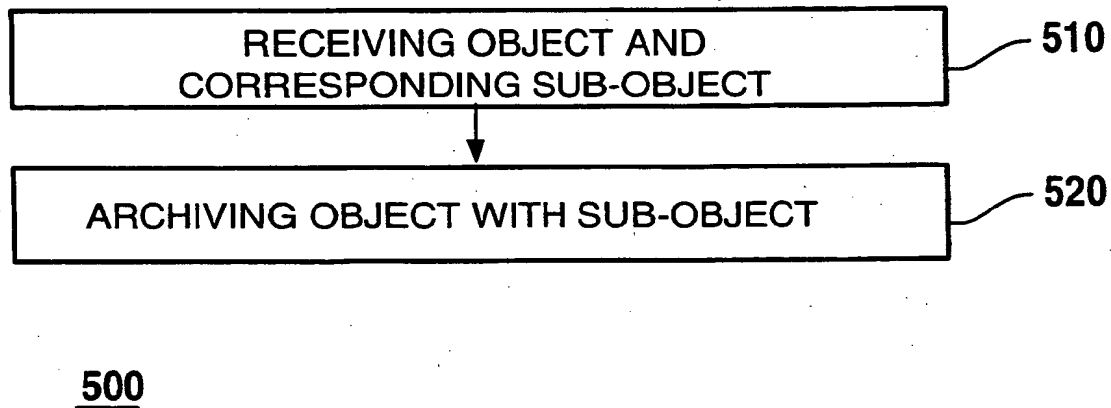 RECEIVING OBJECT AND
CORRESPONDING SUB-OBJECT
510
ARCHIVING OBJECT WITH SUB-OBJECT
520
500